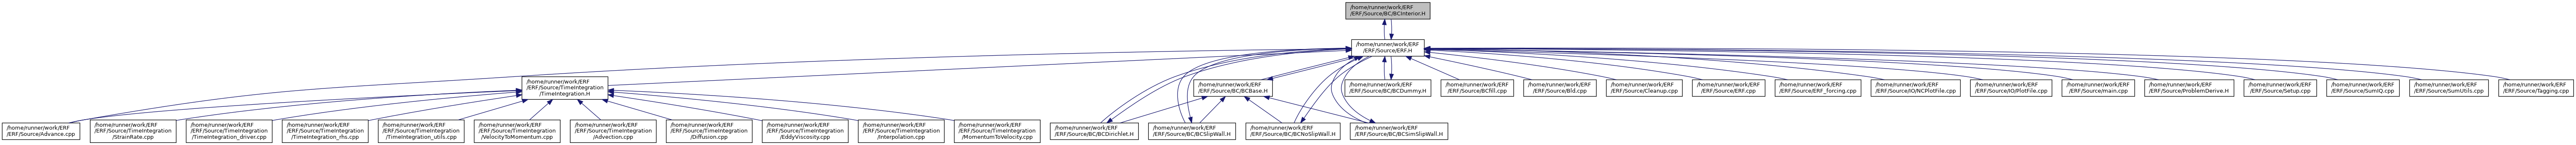 /home/runner/work/ERF
/ERF/Source/BC/BCInterior.H
/home/runner/work/ERF
/ERF/Source/ERF.H
/home/runner/work/ERF
/ERF/Source/TimeIntegration
/TimeIntegration.H
/home/runner/work/ERF
/ERF/Source/BC/BCBase.H
/home/runner/work/ERF
/ERF/Source/BC/BCDummy.H
/home/runner/work/ERF
/ERF/Source/BCfill.cpp
/home/runner/work/ERF
/ERF/Source/Bld.cpp
/home/runner/work/ERF
/ERF/Source/Cleanup.cpp
/home/runner/work/ERF
/ERF/Source/ERF.cpp
/home/runner/work/ERF
/ERF/Source/ERF_forcing.cpp
/home/runner/work/ERF
/ERF/Source/IO/NCPlotFile.cpp
/home/runner/work/ERF
/ERF/Source/IO/Plotfile.cpp
/home/runner/work/ERF
/ERF/Source/main.cpp
/home/runner/work/ERF
/ERF/Source/ProblemDerive.H
/home/runner/work/ERF
/ERF/Source/Setup.cpp
/home/runner/work/ERF
/ERF/Source/SumIQ.cpp
/home/runner/work/ERF
/ERF/Source/SumUtils.cpp
/home/runner/work/ERF
/ERF/Source/Tagging.cpp
/home/runner/work/ERF
/ERF/Source/Advance.cpp
/home/runner/work/ERF
/ERF/Source/TimeIntegration
/StrainRate.cpp
/home/runner/work/ERF
/ERF/Source/TimeIntegration
/TimeIntegration_driver.cpp
/home/runner/work/ERF
/ERF/Source/TimeIntegration
/TimeIntegration_rhs.cpp
/home/runner/work/ERF
/ERF/Source/TimeIntegration
/TimeIntegration_utils.cpp
/home/runner/work/ERF
/ERF/Source/TimeIntegration
/VelocityToMomentum.cpp
/home/runner/work/ERF
/ERF/Source/TimeIntegration
/Advection.cpp
/home/runner/work/ERF
/ERF/Source/TimeIntegration
/Diffusion.cpp
/home/runner/work/ERF
/ERF/Source/TimeIntegration
/EddyViscosity.cpp
/home/runner/work/ERF
/ERF/Source/TimeIntegration
/Interpolation.cpp
/home/runner/work/ERF
/ERF/Source/TimeIntegration
/MomentumToVelocity.cpp
/home/runner/work/ERF
/ERF/Source/BC/BCDirichlet.H
/home/runner/work/ERF
/ERF/Source/BC/BCSlipWall.H
/home/runner/work/ERF
/ERF/Source/BC/BCNoSlipWall.H
/home/runner/work/ERF
/ERF/Source/BC/BCSimSlipWall.H